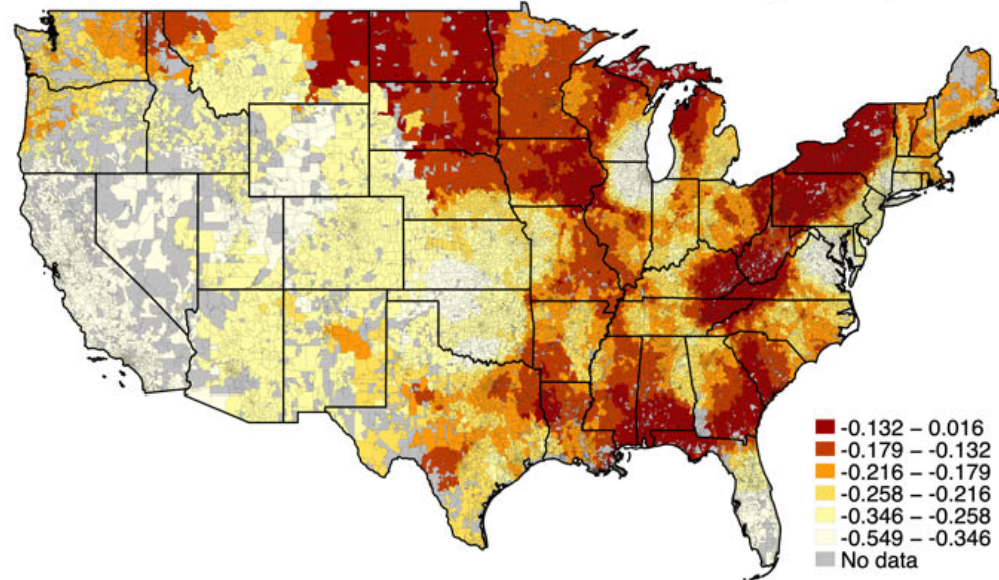 -0.132 – 0.016
-0.179 – -0.132
-0.216 – -0.179
-0.258 – -0.216
-0.346 – -0.258
-0.549 – -0.346
No data